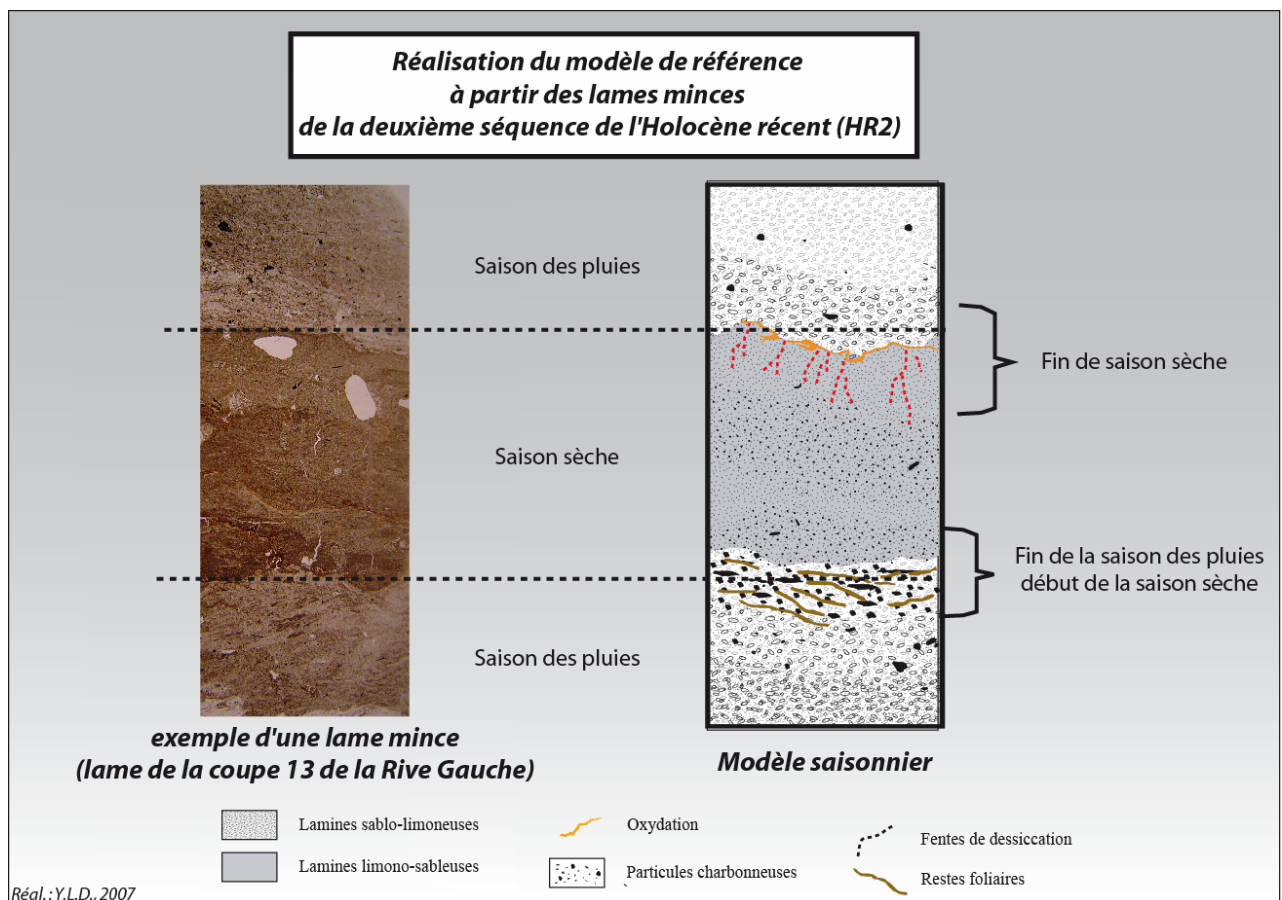 Réalisation du modèle de référence
à partir des lames minces
de la deuxième séquence de l'Holocène récent (HR2)
Saison des pluies
Fin de saison sèche
Saison sèche
Fin de la saison des pluies
début de la saison sèche
Saison des pluies
exemple d'une lame mince
(lame de la coupe 13 de la Rive Gauche)
Modèle saisonnier
Lamines sablo-limoneuses
Oxydation
Fentes de dessiccation
Lamines limono-sableuses
Particules charbonneuses
Restes foliaires
Réal. : Y.L.D., 2007